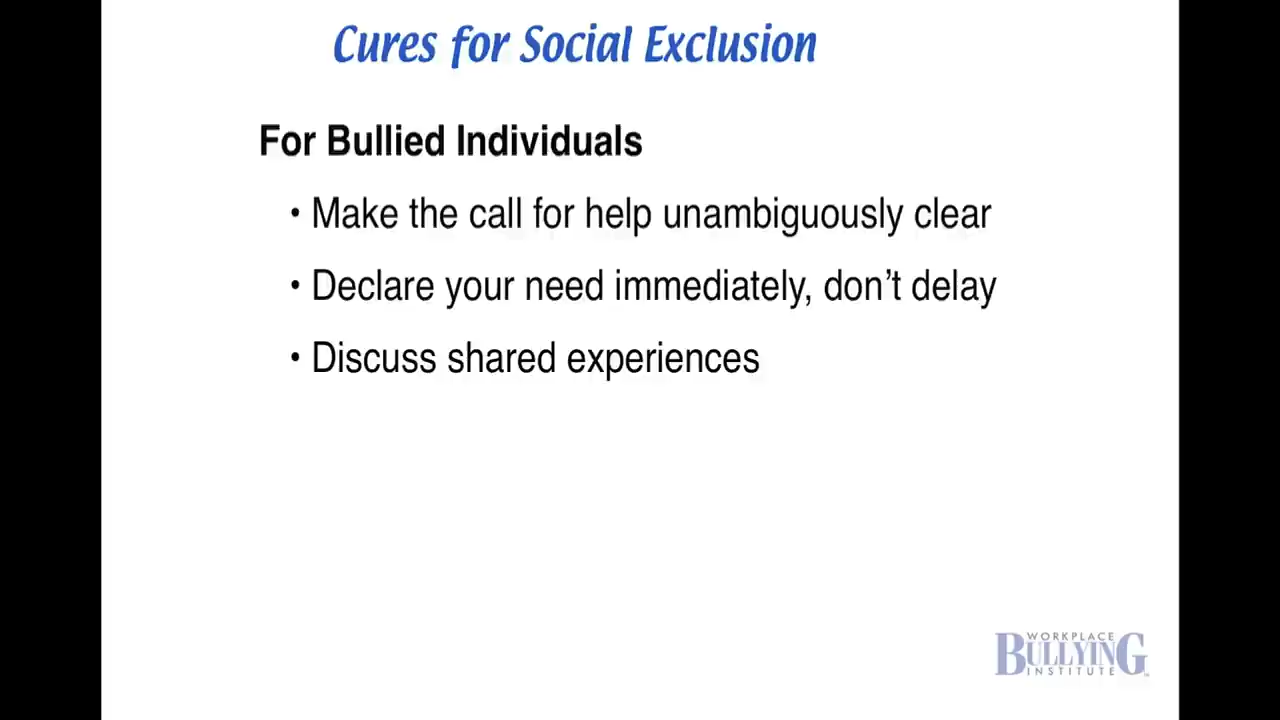 Cures for Social Exclusion
For Bullied Individuals
• Make the call for help unambiguously clear
• Declare your need immediately, don't delay
• Discuss shared experiences
WORKPLACE
BULLYING
INSTITUTE